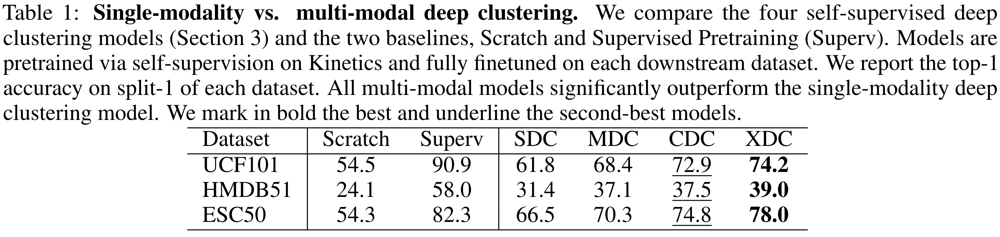 Table 1: Single-modality vs. multi-modal deep clustering. We compare the four self-supervised deep
clustering models (Section 3) and the two baselines, Scratch and Supervised Pretraining (Superv). Models are
pretrained via self-supervision on Kinetics and fully finetuned on each downstream dataset. We report the top-1
accuracy on split-1 of each dataset. All multi-modal models significantly outperform the single-modality deep
clustering model. We mark in bold the best and underline the second-best models.
Dataset Scratch Superv SDC MDC CDC XDC
UCF101 54.5 90.9 61.8 68.4 72.9 74.2
HMDB51 24.1 58.0 31.4 37.1 37.5 39.0
ESC50 54.3 82.3 66.5 70.3 74.8 78.0